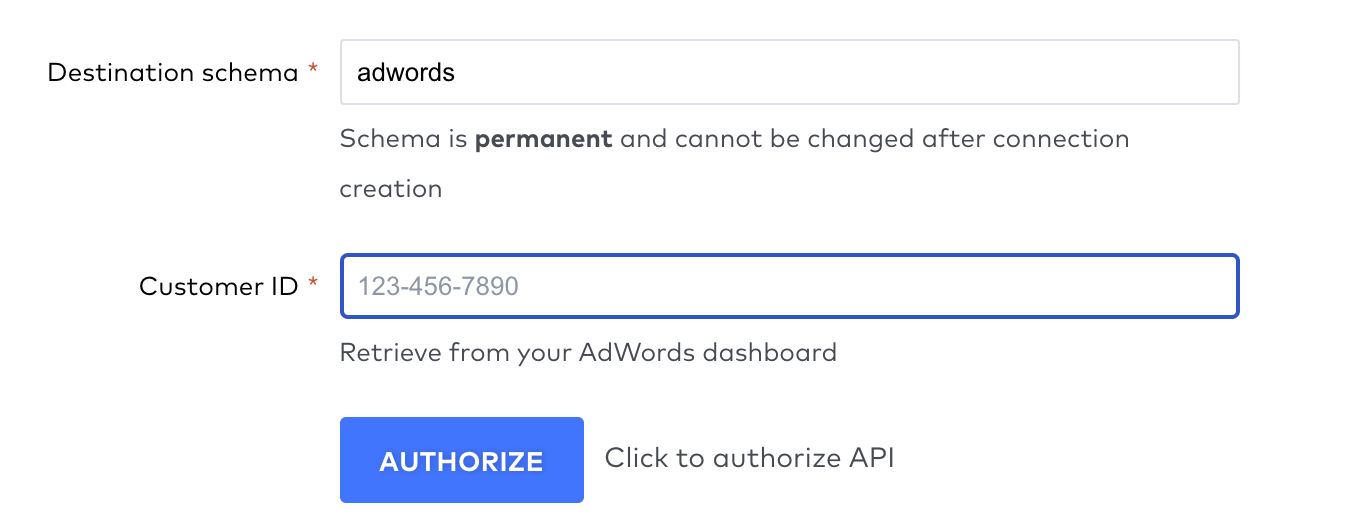 Destination schema * adwords
Schema is permanent and cannot be changed after connection
creation
Customer ID * 123-456-7890
Retrieve from your AdWords dashboard
AUTHORIZE Click to authorize API